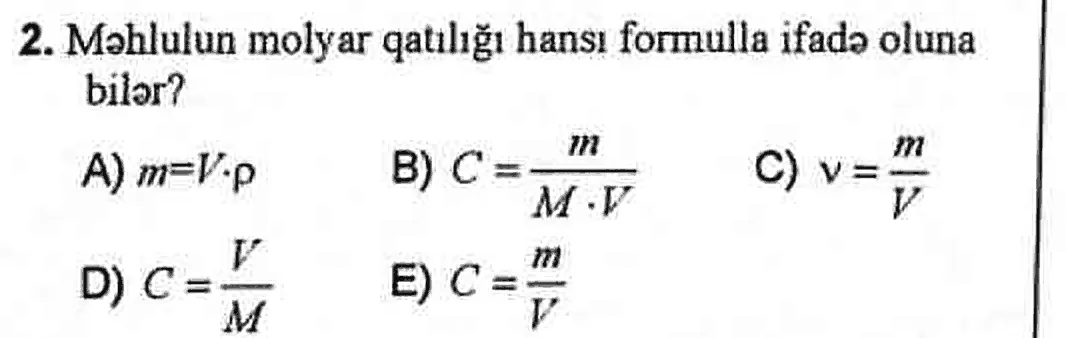 2. Məhlulun molyar qatılığı hansı formulla ifadə oluna
bilər?
A) m=V·ρ B) C = m / M · V C) ν = m / V
D) C = V / M E) C = m / V